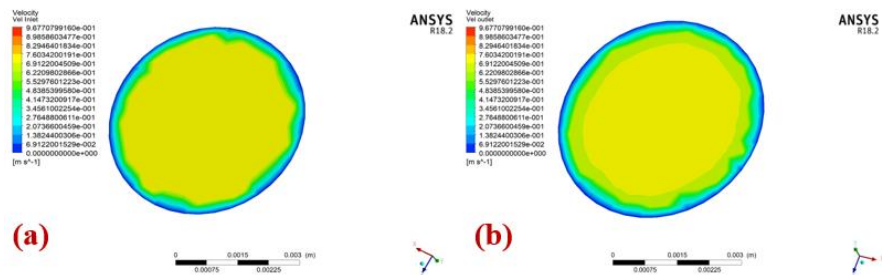 Velocity
Vel Inlet
9.6770799160e-001
8.9858603477e-001
8.2946401834e-001
7.6034200191e-001
6.9122004509e-001
6.2209802866e-001
5.5297601223e-001
4.8385399580e-001
4.1473200917e-001
3.4561002254e-001
2.7648800611e-001
2.0736600459e-001
1.3824400306e-001
6.9122001529e-002
0.0000000000e+000
[m s^-1]
ANSYS
R18.2
(a)
0 0.0015 0.003 (m)
0.00075 0.00225
Velocity
Vel outlet
9.6770799160e-001
8.9858603477e-001
8.2946401834e-001
7.6034200191e-001
6.9122004509e-001
6.2209802866e-001
5.5297601223e-001
4.8385399580e-001
4.1473200917e-001
3.4561002254e-001
2.7648800611e-001
2.0736600459e-001
1.3824400306e-001
6.9122001529e-002
0.0000000000e+000
[m s^-1]
ANSYS
R18.2
(b)
0 0.0015 0.003 (m)
0.00075 0.00225